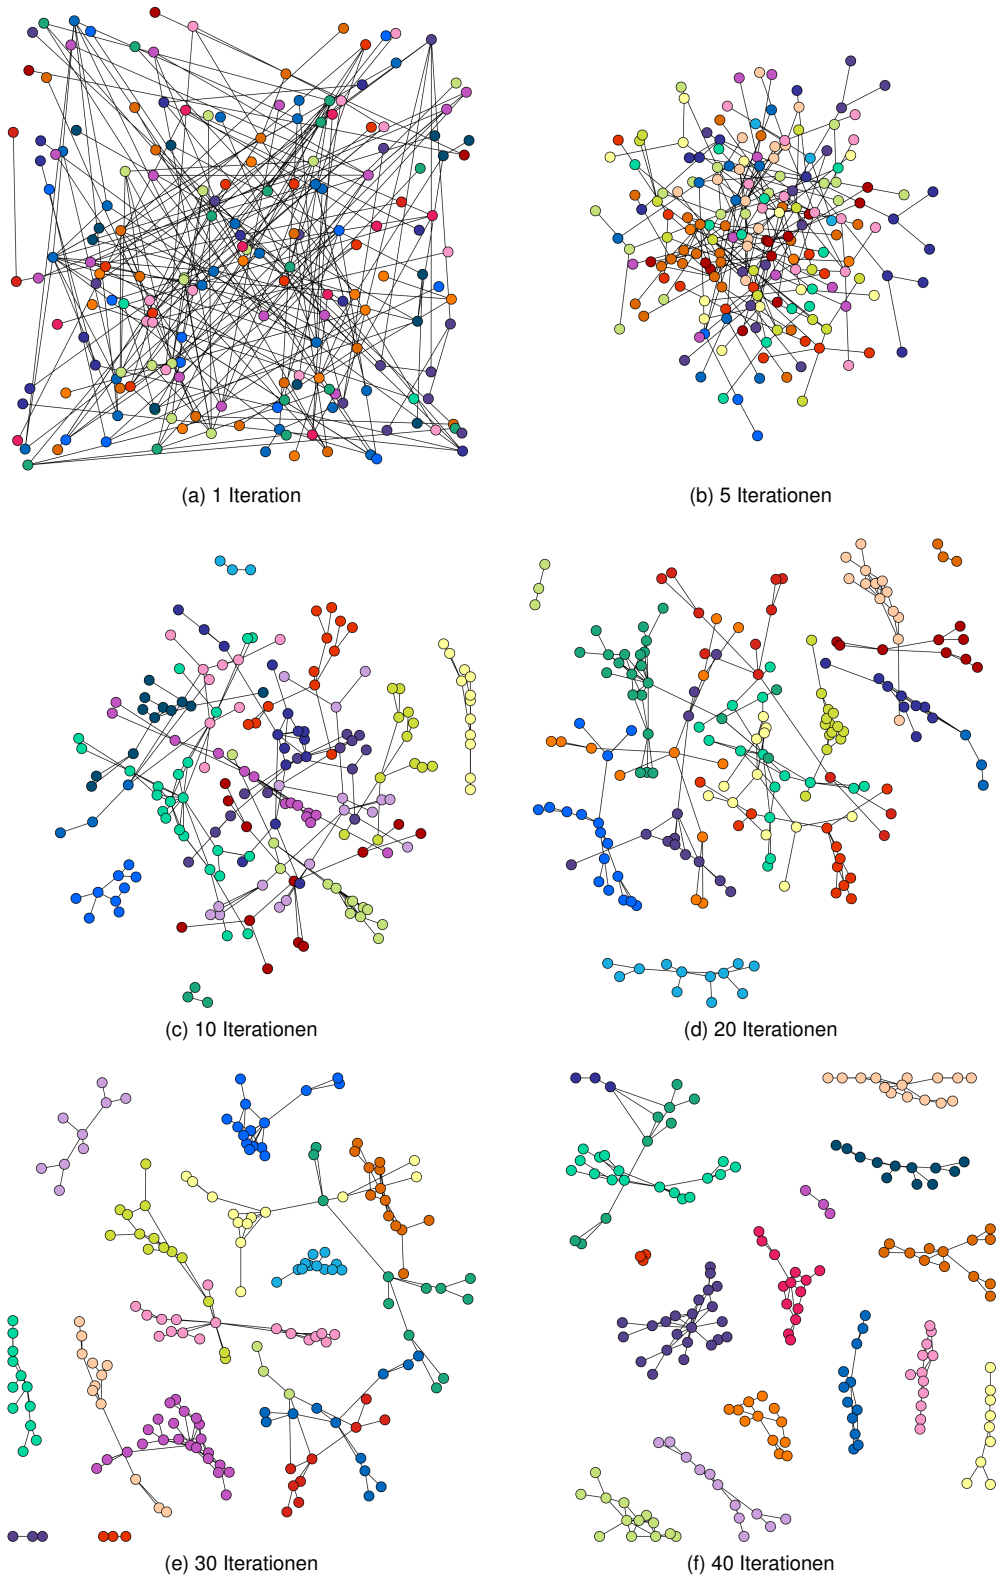 (a) 1 Iteration
(b) 5 Iterationen
(c) 10 Iterationen
(d) 20 Iterationen
(e) 30 Iterationen
(f) 40 Iterationen